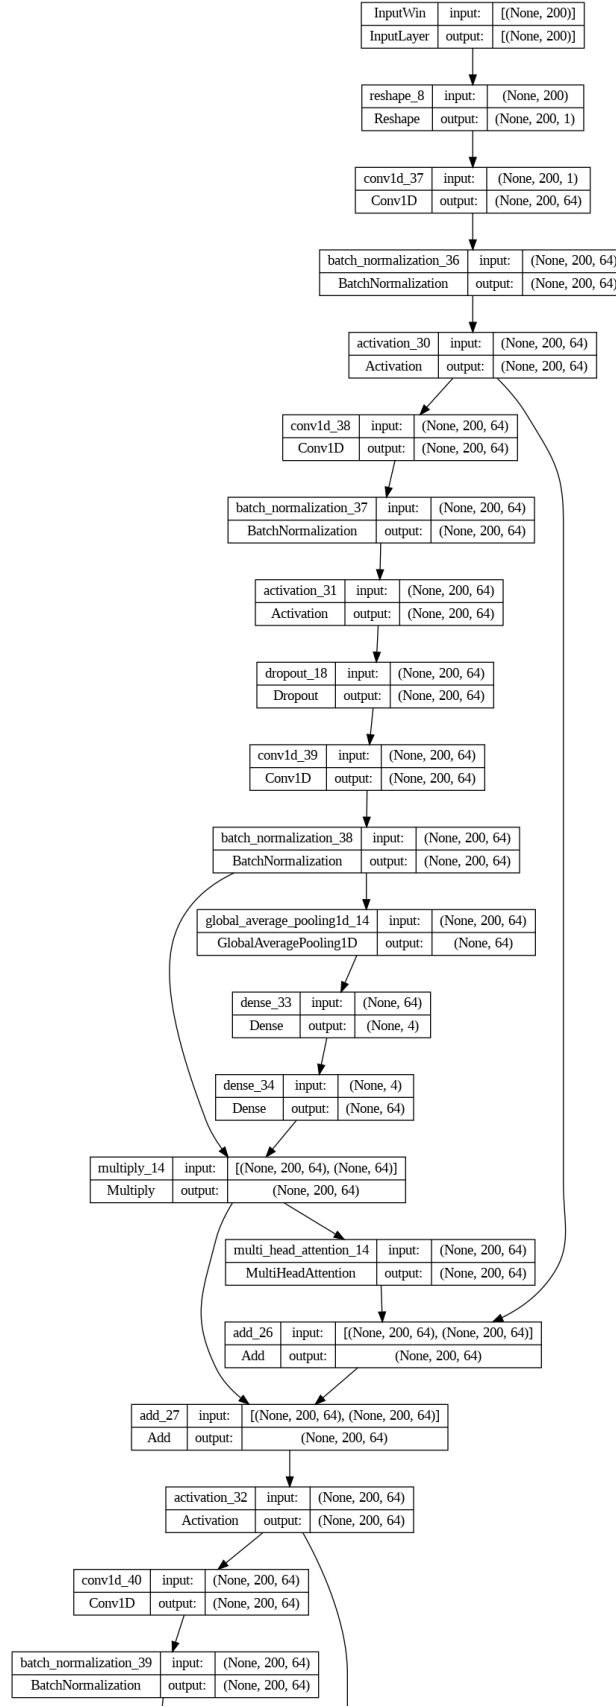 InputWin input: [(None, 200)]
InputLayer output: [(None, 200)]
reshape_8 input: (None, 200)
Reshape output: (None, 200, 1)
conv1d_37 input: (None, 200, 1)
Conv1D output: (None, 200, 64)
batch_normalization_36 input: (None, 200, 64)
BatchNormalization output: (None, 200, 64)
activation_30 input: (None, 200, 64)
Activation output: (None, 200, 64)
conv1d_38 input: (None, 200, 64)
Conv1D output: (None, 200, 64)
batch_normalization_37 input: (None, 200, 64)
BatchNormalization output: (None, 200, 64)
activation_31 input: (None, 200, 64)
Activation output: (None, 200, 64)
dropout_18 input: (None, 200, 64)
Dropout output: (None, 200, 64)
conv1d_39 input: (None, 200, 64)
Conv1D output: (None, 200, 64)
batch_normalization_38 input: (None, 200, 64)
BatchNormalization output: (None, 200, 64)
global_average_pooling1d_14 input: (None, 200, 64)
GlobalAveragePooling1D output: (None, 64)
dense_33 input: (None, 64)
Dense output: (None, 4)
dense_34 input: (None, 4)
Dense output: (None, 64)
multiply_14 input: [(None, 200, 64), (None, 64)]
Multiply output: (None, 200, 64)
multi_head_attention_14 input: (None, 200, 64)
MultiHeadAttention output: (None, 200, 64)
add_26 input: [(None, 200, 64), (None, 200, 64)]
Add output: (None, 200, 64)
add_27 input: [(None, 200, 64), (None, 200, 64)]
Add output: (None, 200, 64)
activation_32 input: (None, 200, 64)
Activation output: (None, 200, 64)
conv1d_40 input: (None, 200, 64)
Conv1D output: (None, 200, 64)
batch_normalization_39 input: (None, 200, 64)
BatchNormalization output: (None, 200, 64)